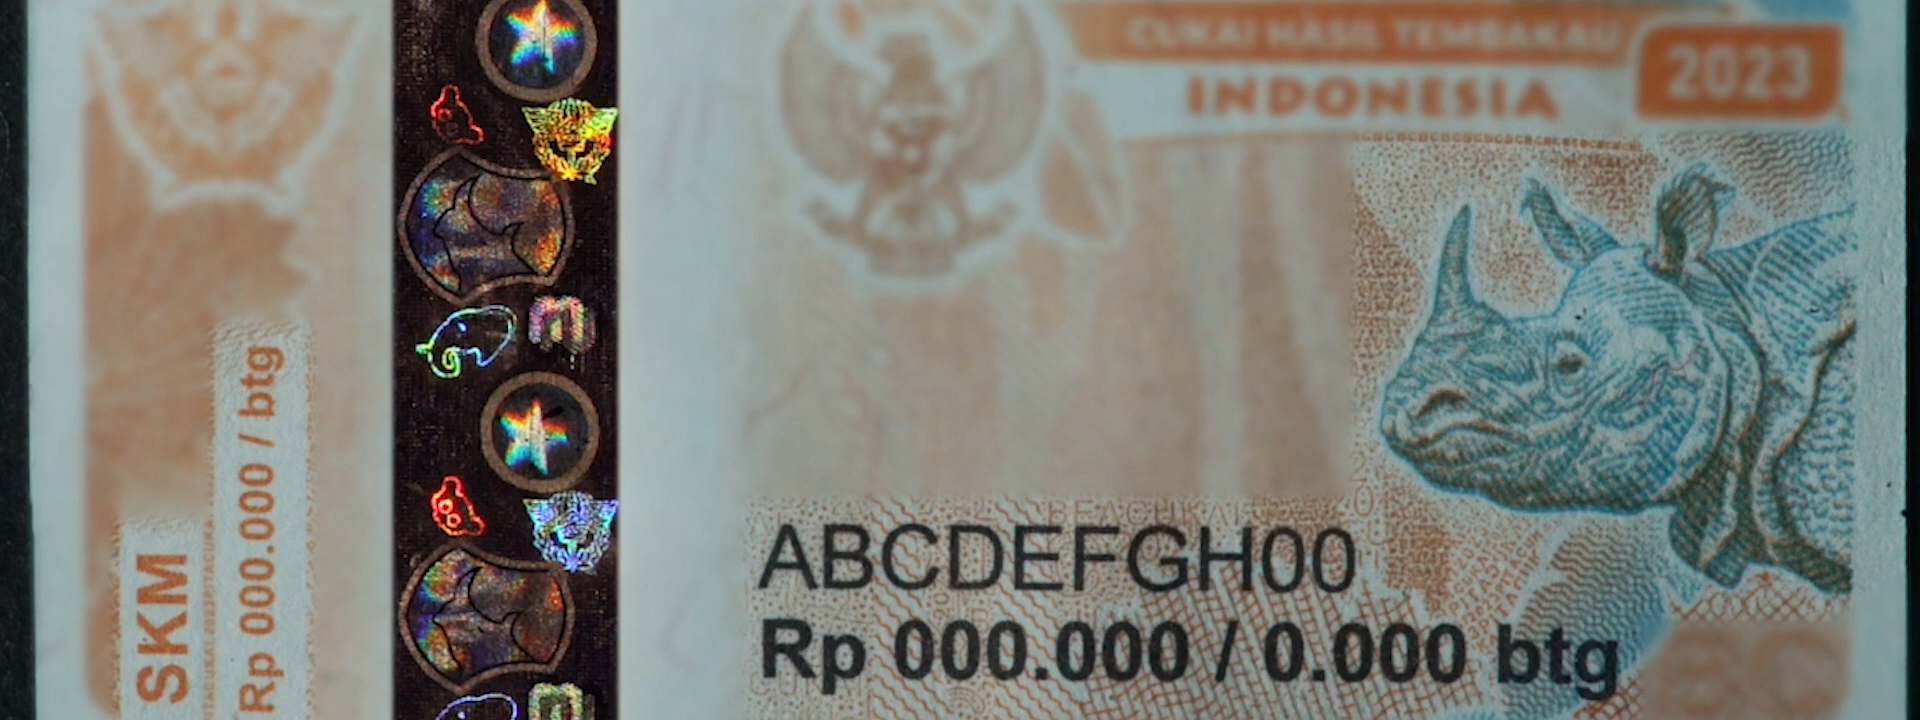 CUKAI HASIL TEMBAKAU
INDONESIA
2023
SKM
Rp 000.000 / btg
ABCDEFGH00
Rp 000.000 / 0.000 btg